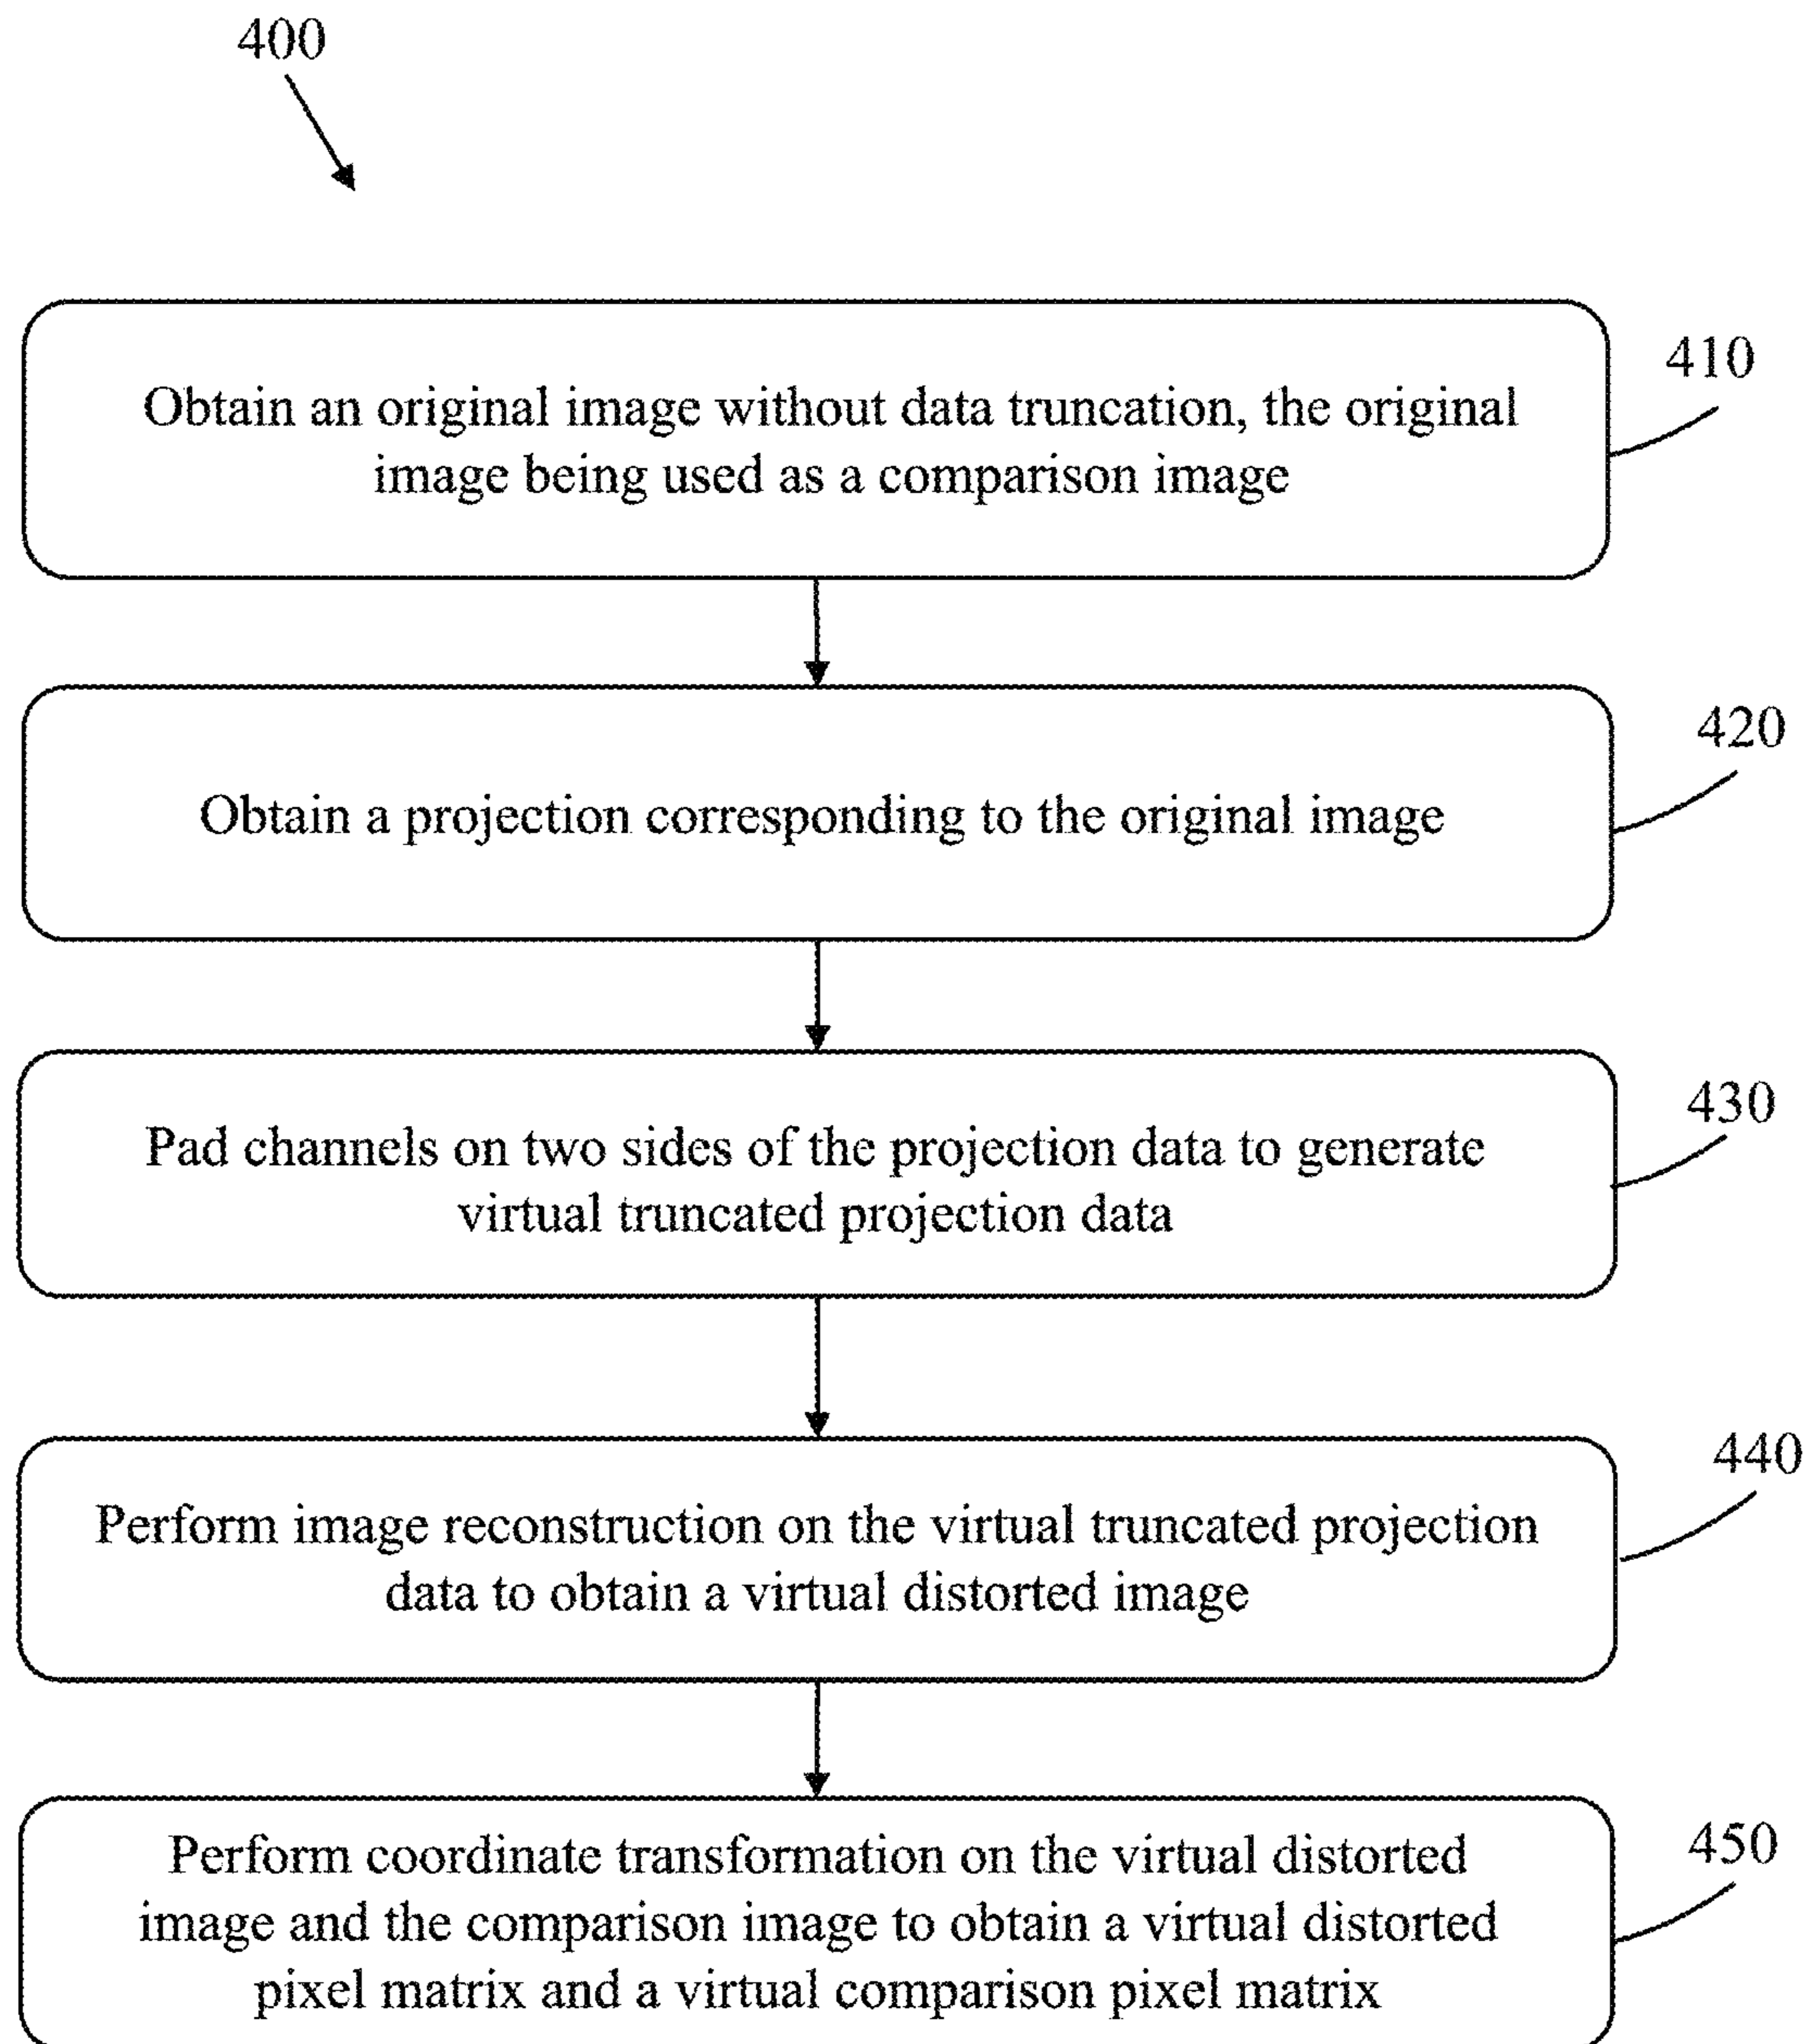 400
Obtain an original image without data truncation, the original
image being used as a comparison image
410
Obtain a projection corresponding to the original image
420
Pad channels on two sides of the projection data to generate
virtual truncated projection data
430
Perform image reconstruction on the virtual truncated projection
data to obtain a virtual distorted image
440
Perform coordinate transformation on the virtual distorted
image and the comparison image to obtain a virtual distorted
pixel matrix and a virtual comparison pixel matrix
450